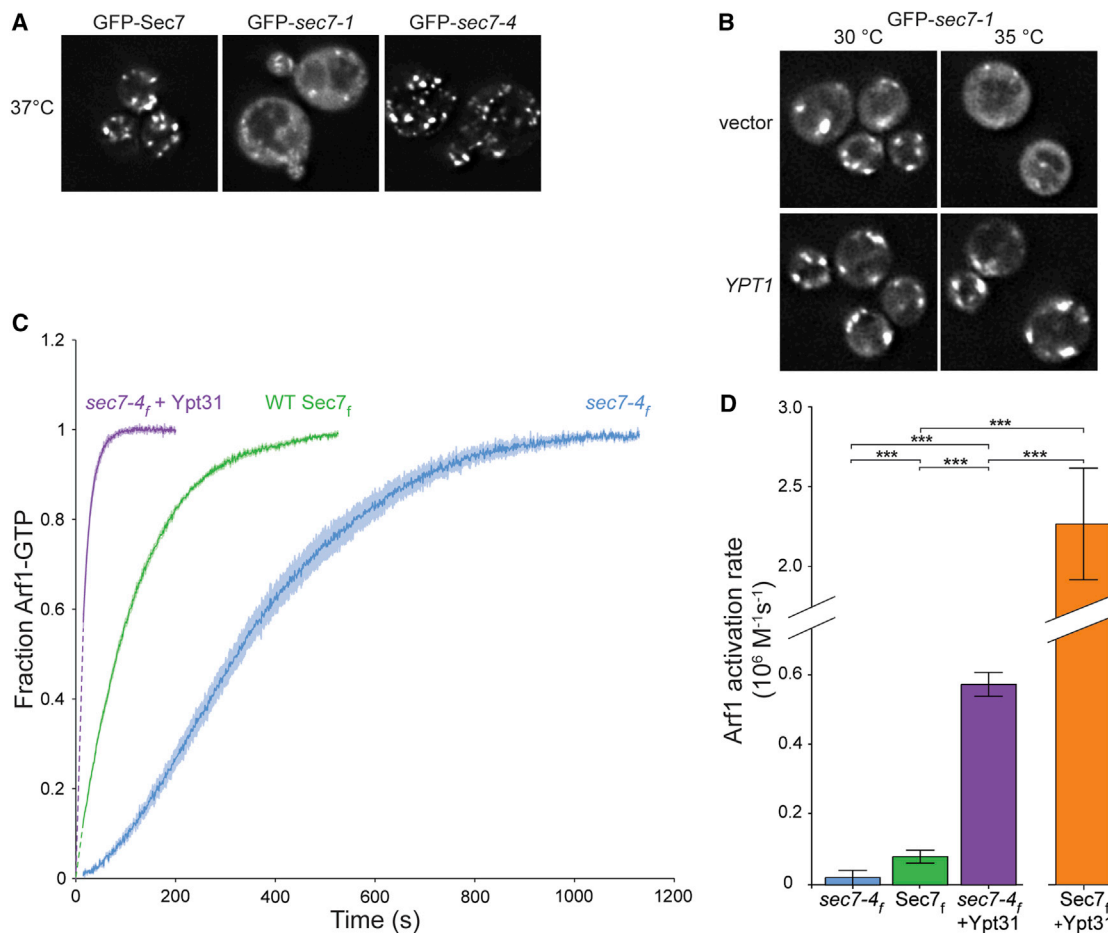 A
GFP-Sec7
GFP-sec7-1
GFP-sec7-4
37°C
B
GFP-sec7-1
30 °C
35 °C
vector
YPT1
C
1.2
1
0.8
0.6
0.4
0.2
0
Fraction Arf1-GTP
sec7-4f + Ypt31
WT Sec7f
sec7-4f
0
200
400
600
800
1000
1200
Time (s)
D
3.0
2.5
2.0
0.6
0.4
0.2
0
Arf1 activation rate
(10⁶ M⁻¹s⁻¹)
***
***
***
***
***
sec7-4f
Sec7f
sec7-4f
+Ypt31
Sec7f
+Ypt31